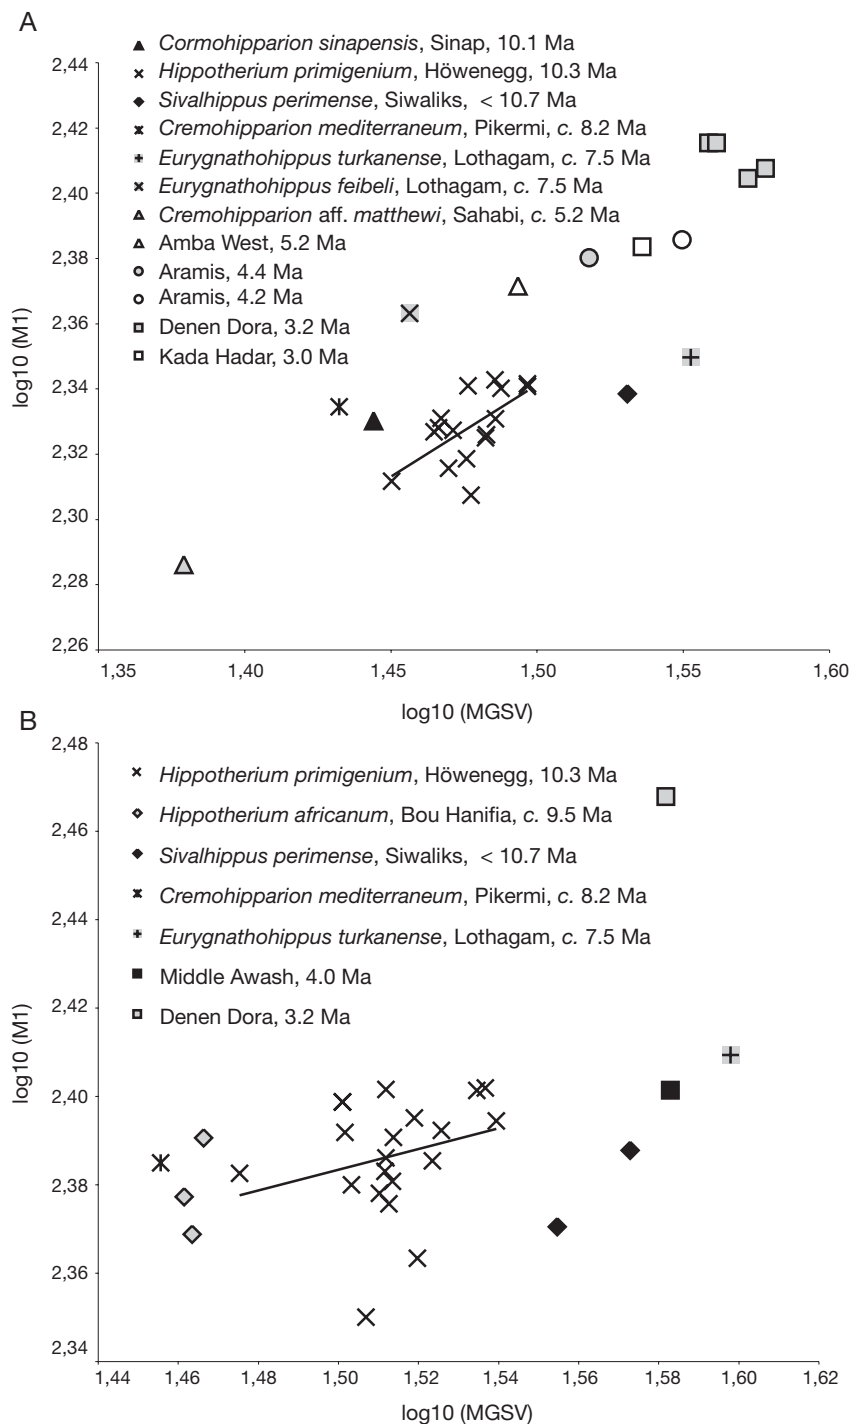 A
Cormohipparion sinapensis, Sinap, 10.1 Ma
Hippotherium primigenium, Höwenegg, 10.3 Ma
Sivalhippus perimense, Siwaliks, < 10.7 Ma
Cremohipparion mediterraneum, Pikermi, c. 8.2 Ma
Eurygnathohippus turkanense, Lothagam, c. 7.5 Ma
Eurygnathohippus feibeli, Lothagam, c. 7.5 Ma
Cremohipparion aff. matthewi, Sahabi, c. 5.2 Ma
Amba West, 5.2 Ma
Aramis, 4.4 Ma
Aramis, 4.2 Ma
Denen Dora, 3.2 Ma
Kada Hadar, 3.0 Ma
log10 (M1)
2,44
2,42
2,40
2,38
2,36
2,34
2,32
2,30
2,28
2,26
1,35 1,40 1,45 1,50 1,55 1,60
log10 (MGSV)
B
Hippotherium primigenium, Höwenegg, 10.3 Ma
Hippotherium africanum, Bou Hanifia, c. 9.5 Ma
Sivalhippus perimense, Siwaliks, < 10.7 Ma
Cremohipparion mediterraneum, Pikermi, c. 8.2 Ma
Eurygnathohippus turkanense, Lothagam, c. 7.5 Ma
Middle Awash, 4.0 Ma
Denen Dora, 3.2 Ma
log10 (M1)
2,48
2,46
2,44
2,42
2,40
2,38
2,36
2,34
1,44 1,46 1,48 1,50 1,52 1,54 1,56 1,58 1,60 1,62
log10 (MGSV)